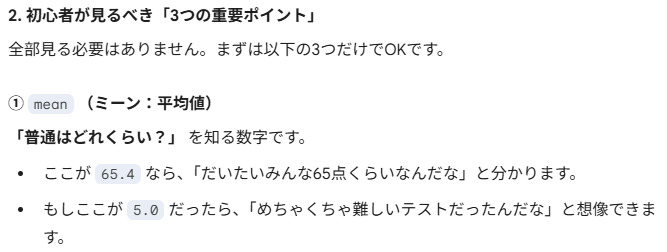 2. 初心者が見るべき「3つの重要ポイント」
全部見る必要はありません。まずは以下の3つだけでOKです。
① mean （ミーン：平均値）
「普通はどれくらい？」 を知る数字です。
• ここが 65.4 なら、「だいたいみんな65点くらいなんだな」と分かります。
• もしここが 5.0 だったら、「めちゃくちゃ難しいテストだったんだな」と想像できま
す。